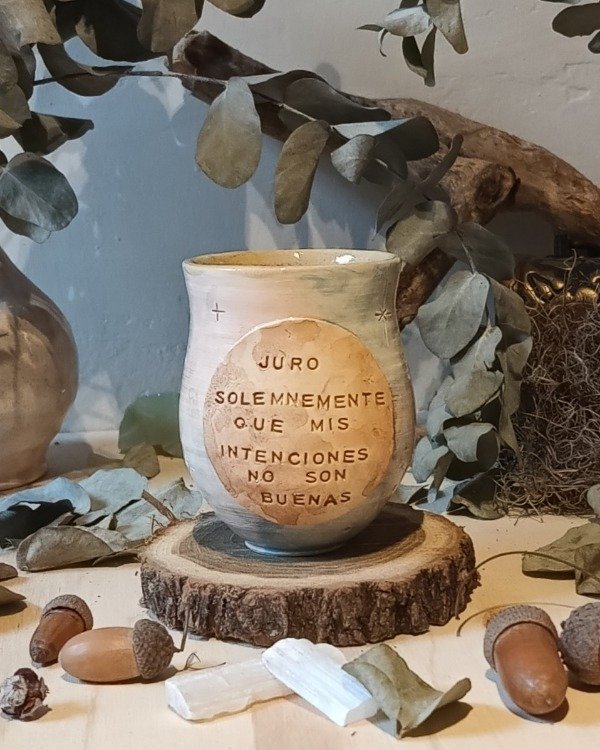 JURO
SOLEMNEMENTE
QUE MIS
INTENCIONES
NO SON
BUENAS